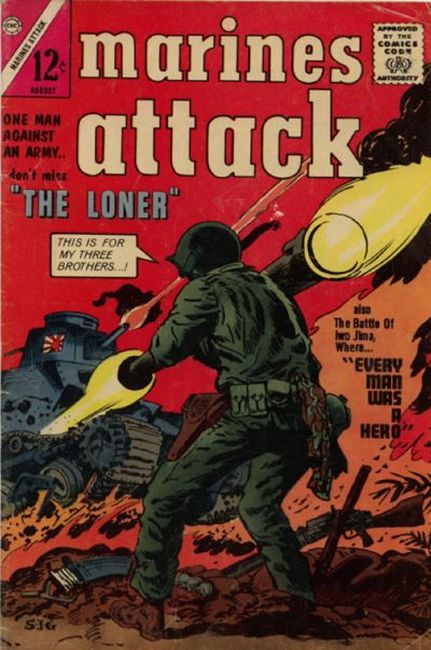 CDC
MARINES ATTACK
12¢
AUGUST
marines
attack
APPROVED
BY THE
COMICS
CODE
AUTHORITY
ONE MAN
AGAINST
AN ARMY..
don't miss
"THE LONER"
THIS IS FOR
MY THREE
BROTHERS...!
also
The Battle Of
Iwo Jima,
Where...
"EVERY
MAN
WAS
A
HERO"
SJG